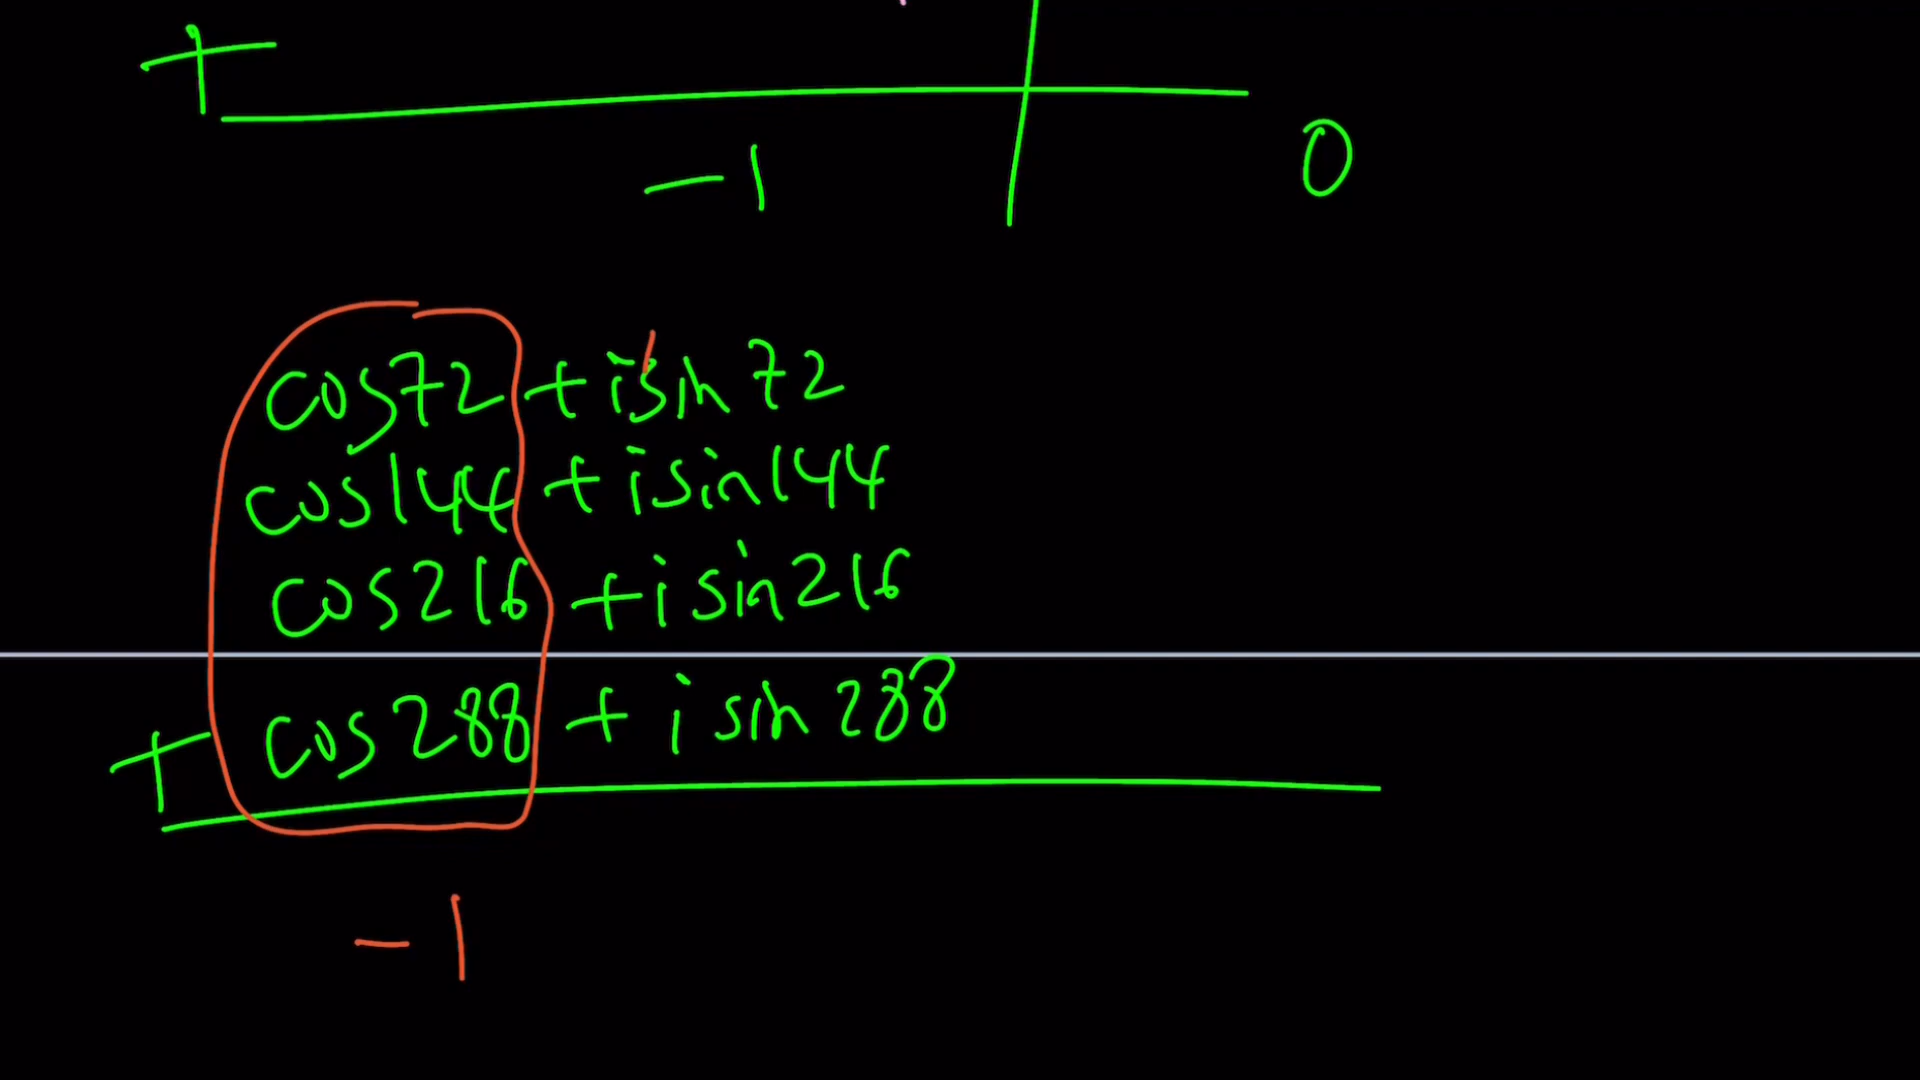 +
-1 0
cos72 + isin72
cos144 + isin144
cos216 + isin216
+ cos288 + isin288
-1